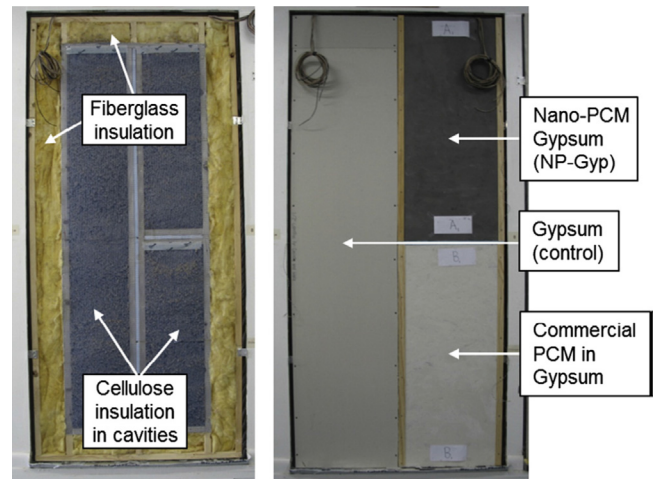 Fiberglass
insulation
Cellulose
insulation
in cavities
A
A
B
B
Nano-PCM
Gypsum
(NP-Gyp)
Gypsum
(control)
Commercial
PCM in
Gypsum